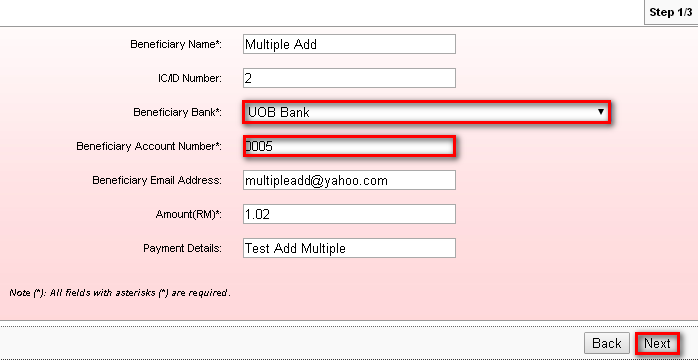 Step 1/3
Beneficiary Name*: Multiple Add
IC/ID Number: 2
Beneficiary Bank*: UOB Bank
Beneficiary Account Number*: 0005
Beneficiary Email Address: multipleadd@yahoo.com
Amount(RM)*: 1.02
Payment Details: Test Add Multiple
Note (*): All fields with asterisks (*) are required.
Back Next